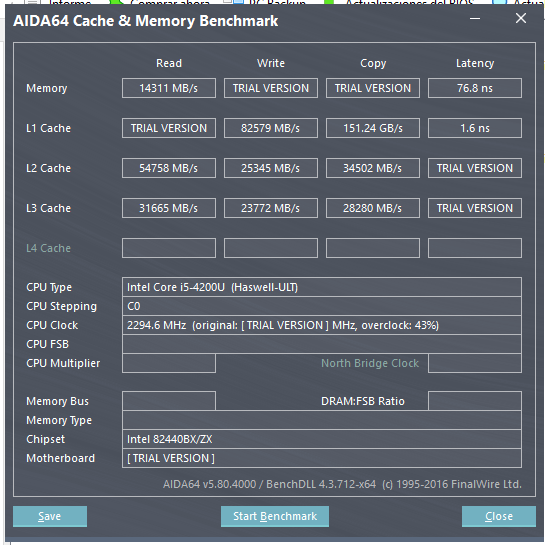 Informe Comprar ahora PC Backup Actualizaciones del BIOS
AIDA64 Cache & Memory Benchmark
Read Write Copy Latency
Memory 14311 MB/s TRIAL VERSION TRIAL VERSION 76.8 ns
L1 Cache TRIAL VERSION 82579 MB/s 151.24 GB/s 1.6 ns
L2 Cache 54758 MB/s 25345 MB/s 34502 MB/s TRIAL VERSION
L3 Cache 31665 MB/s 23772 MB/s 28280 MB/s TRIAL VERSION
L4 Cache
CPU Type Intel Core i5-4200U (Haswell-ULT)
CPU Stepping C0
CPU Clock 2294.6 MHz (original: [ TRIAL VERSION ] MHz, overclock: 43%)
CPU FSB
CPU Multiplier North Bridge Clock
Memory Bus DRAM:FSB Ratio
Memory Type
Chipset Intel 82440BX/ZX
Motherboard [ TRIAL VERSION ]
AIDA64 v5.80.4000 / BenchDLL 4.3.712-x64 (c) 1995-2016 FinalWire Ltd.
Save Start Benchmark Close